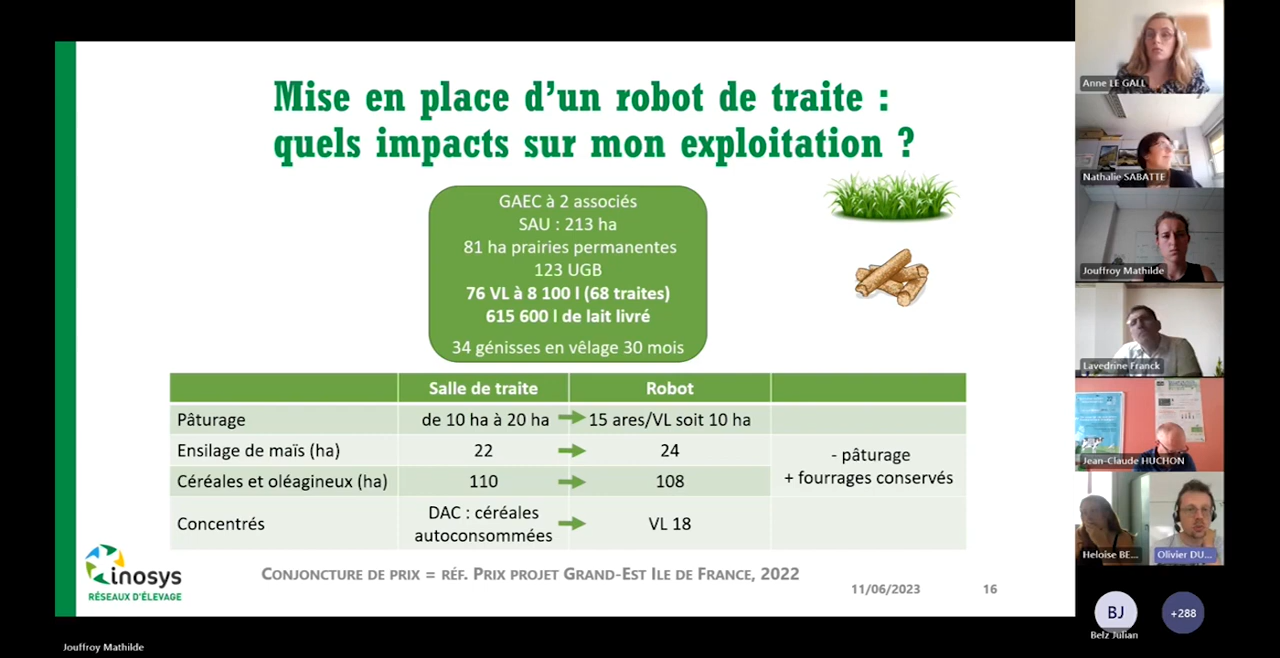 Mise en place d'un robot de traite :
quels impacts sur mon exploitation ?
GAEC à 2 associés
SAU : 213 ha
81 ha prairies permanentes
123 UGB
76 VL à 8 100 l (68 traites)
615 600 l de lait livré
34 génisses en vêlage 30 mois
Salle de traite Robot
Pâturage de 10 ha à 20 ha 15 ares/VL soit 10 ha
Ensilage de maïs (ha) 22 24
- pâturage
+ fourrages conservés
Céréales et oléagineux (ha) 110 108
Concentrés DAC : céréales
autoconsommées VL 18
inosys
RÉSEAUX D'ÉLEVAGE
CONJONCTURE DE PRIX = RÉF. PRIX PROJET GRAND-EST ILE DE FRANCE, 2022
11/06/2023
16
Jouffroy Mathilde
Anne LE GALL
Nathalie SABATTE
Jouffroy Mathilde
Lavedrine Franck
Jean-Claude HUCHON
Heloise BE...
Olivier DU...
BJ
Belz Julian
+288